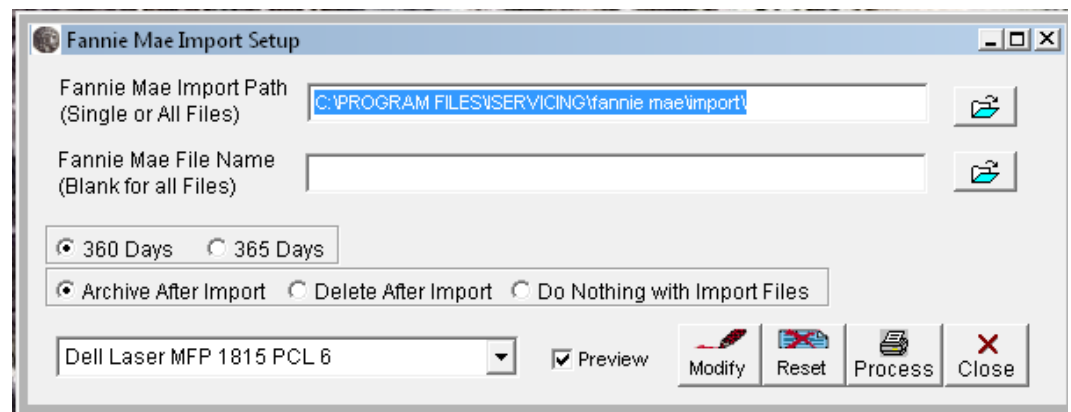 Fannie Mae Import Setup
Fannie Mae Import Path
(Single or All Files)
C:\PROGRAM FILES\ISERVICING\fannie mae\import\
Fannie Mae File Name
(Blank for all Files)
360 Days 365 Days
Archive After Import Delete After Import Do Nothing with Import Files
Dell Laser MFP 1815 PCL 6 Preview Modify Reset Process Close